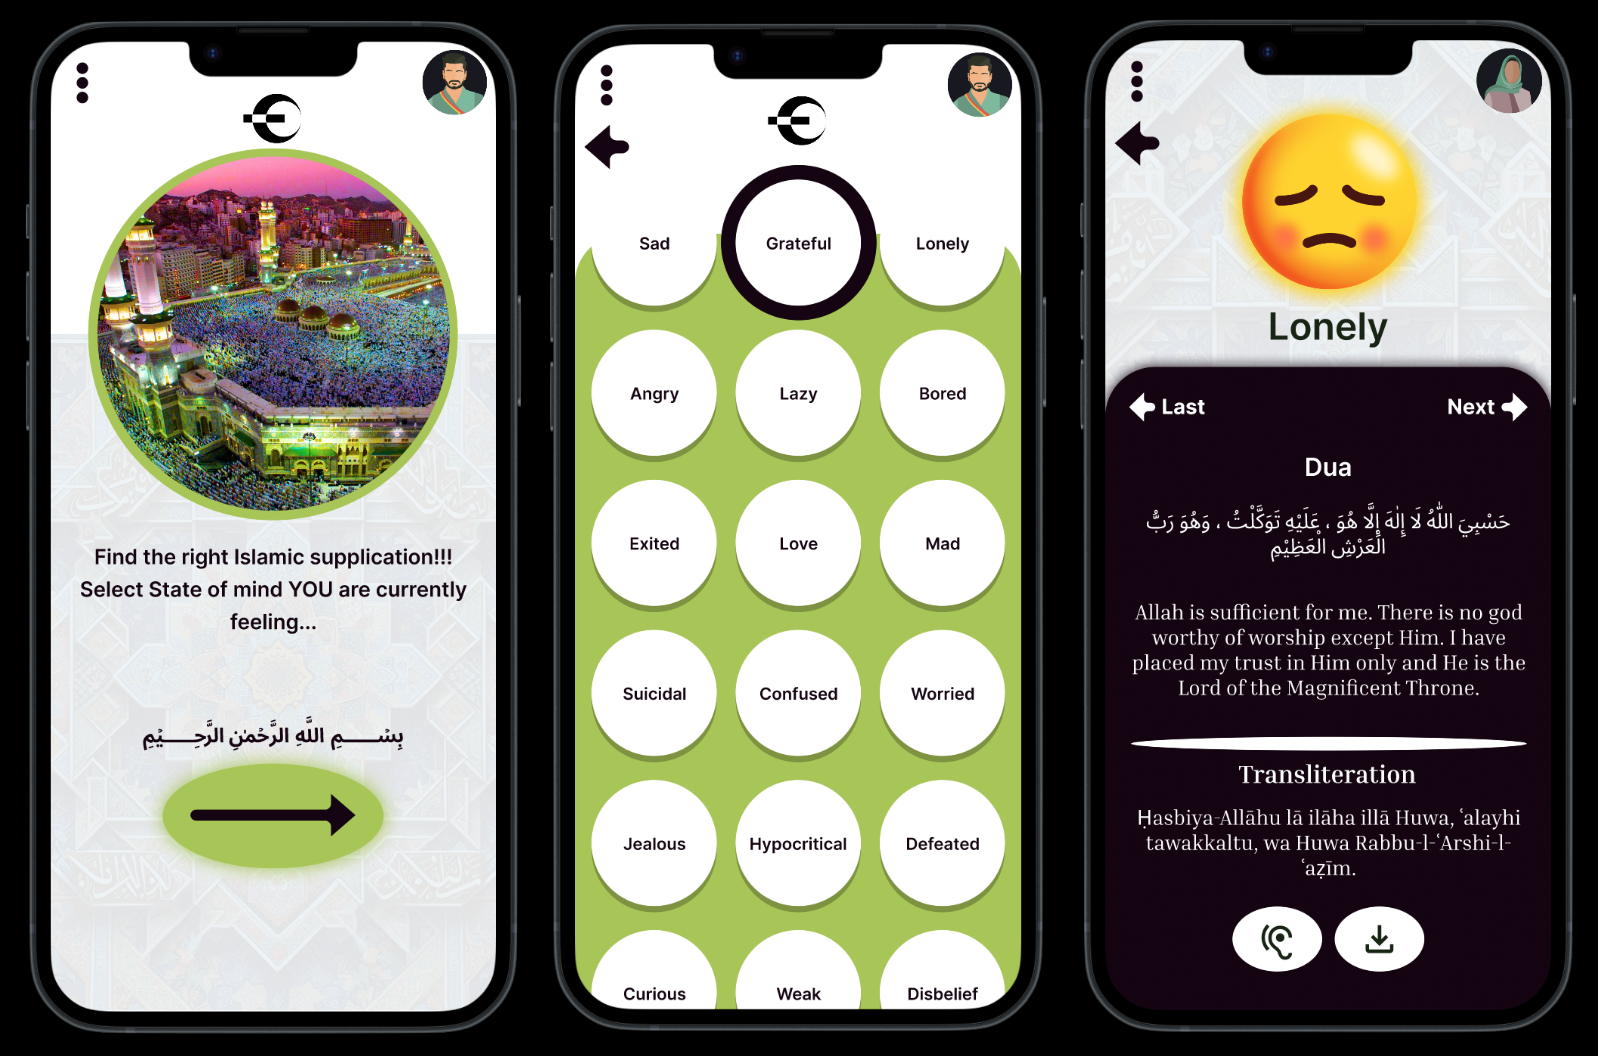 Find the right Islamic supplication!!!
Select State of mind YOU are currently
feeling...
بِسْــــمِ اللَّهِ الرَّحْمَٰنِ الرَّحِــــيْمِ
Sad
Grateful
Lonely
Angry
Lazy
Bored
Exited
Love
Mad
Suicidal
Confused
Worried
Jealous
Hypocritical
Defeated
Curious
Weak
Disbelief
Lonely
Last
Next
Dua
حَسْبِيَ اللّٰهُ لَا إِلٰهَ إِلَّا هُوَ ، عَلَيْهِ تَوَكَّلْتُ ، وَهُوَ رَبُّ
الْعَرْشِ الْعَظِيْمِ
Allah is sufficient for me. There is no god
worthy of worship except Him. I have
placed my trust in Him only and He is the
Lord of the Magnificent Throne.
Transliteration
Ḥasbiya-Allāhu lā ilāha illā Huwa, ʿalayhi
tawakkaltu, wa Huwa Rabbu-l-ʿArshi-l-
ʿaẓīm.